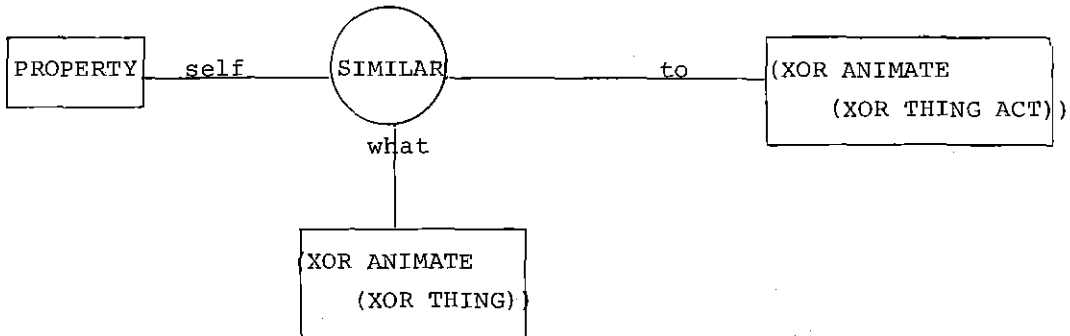 PROPERTY self SIMILAR to (XOR ANIMATE
(XOR THING ACT))
what
(XOR ANIMATE
(XOR THING))